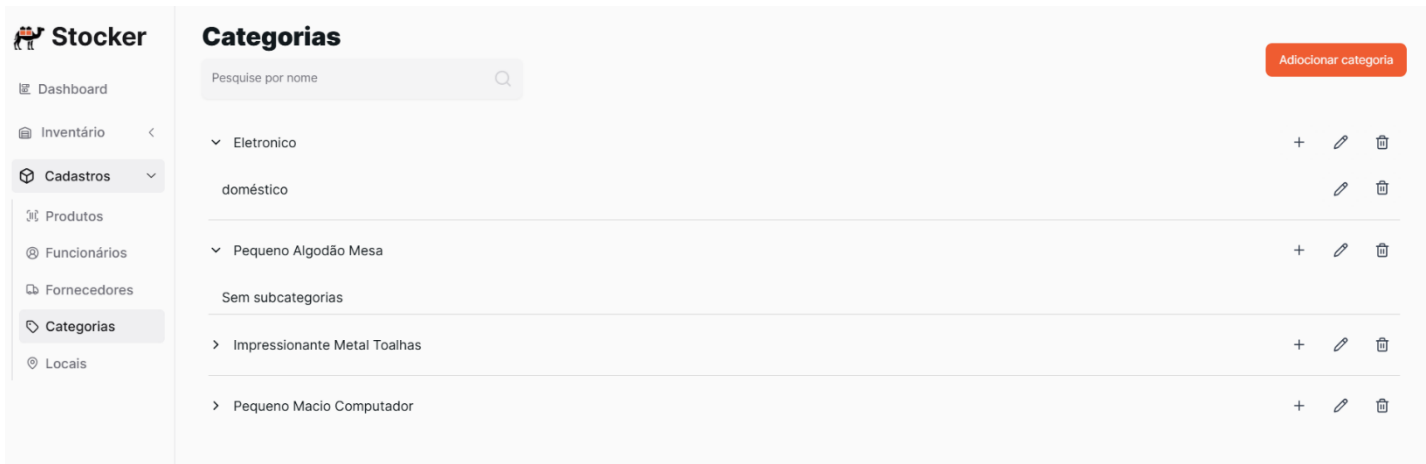 Stocker
Dashboard
Inventário
Cadastros
Produtos
Funcionários
Fornecedores
Categorias
Locais
Categorias
Pesquise por nome
Adiocionar categoria
Eletronico
doméstico
Pequeno Algodão Mesa
Sem subcategorias
Impressionante Metal Toalhas
Pequeno Macio Computador